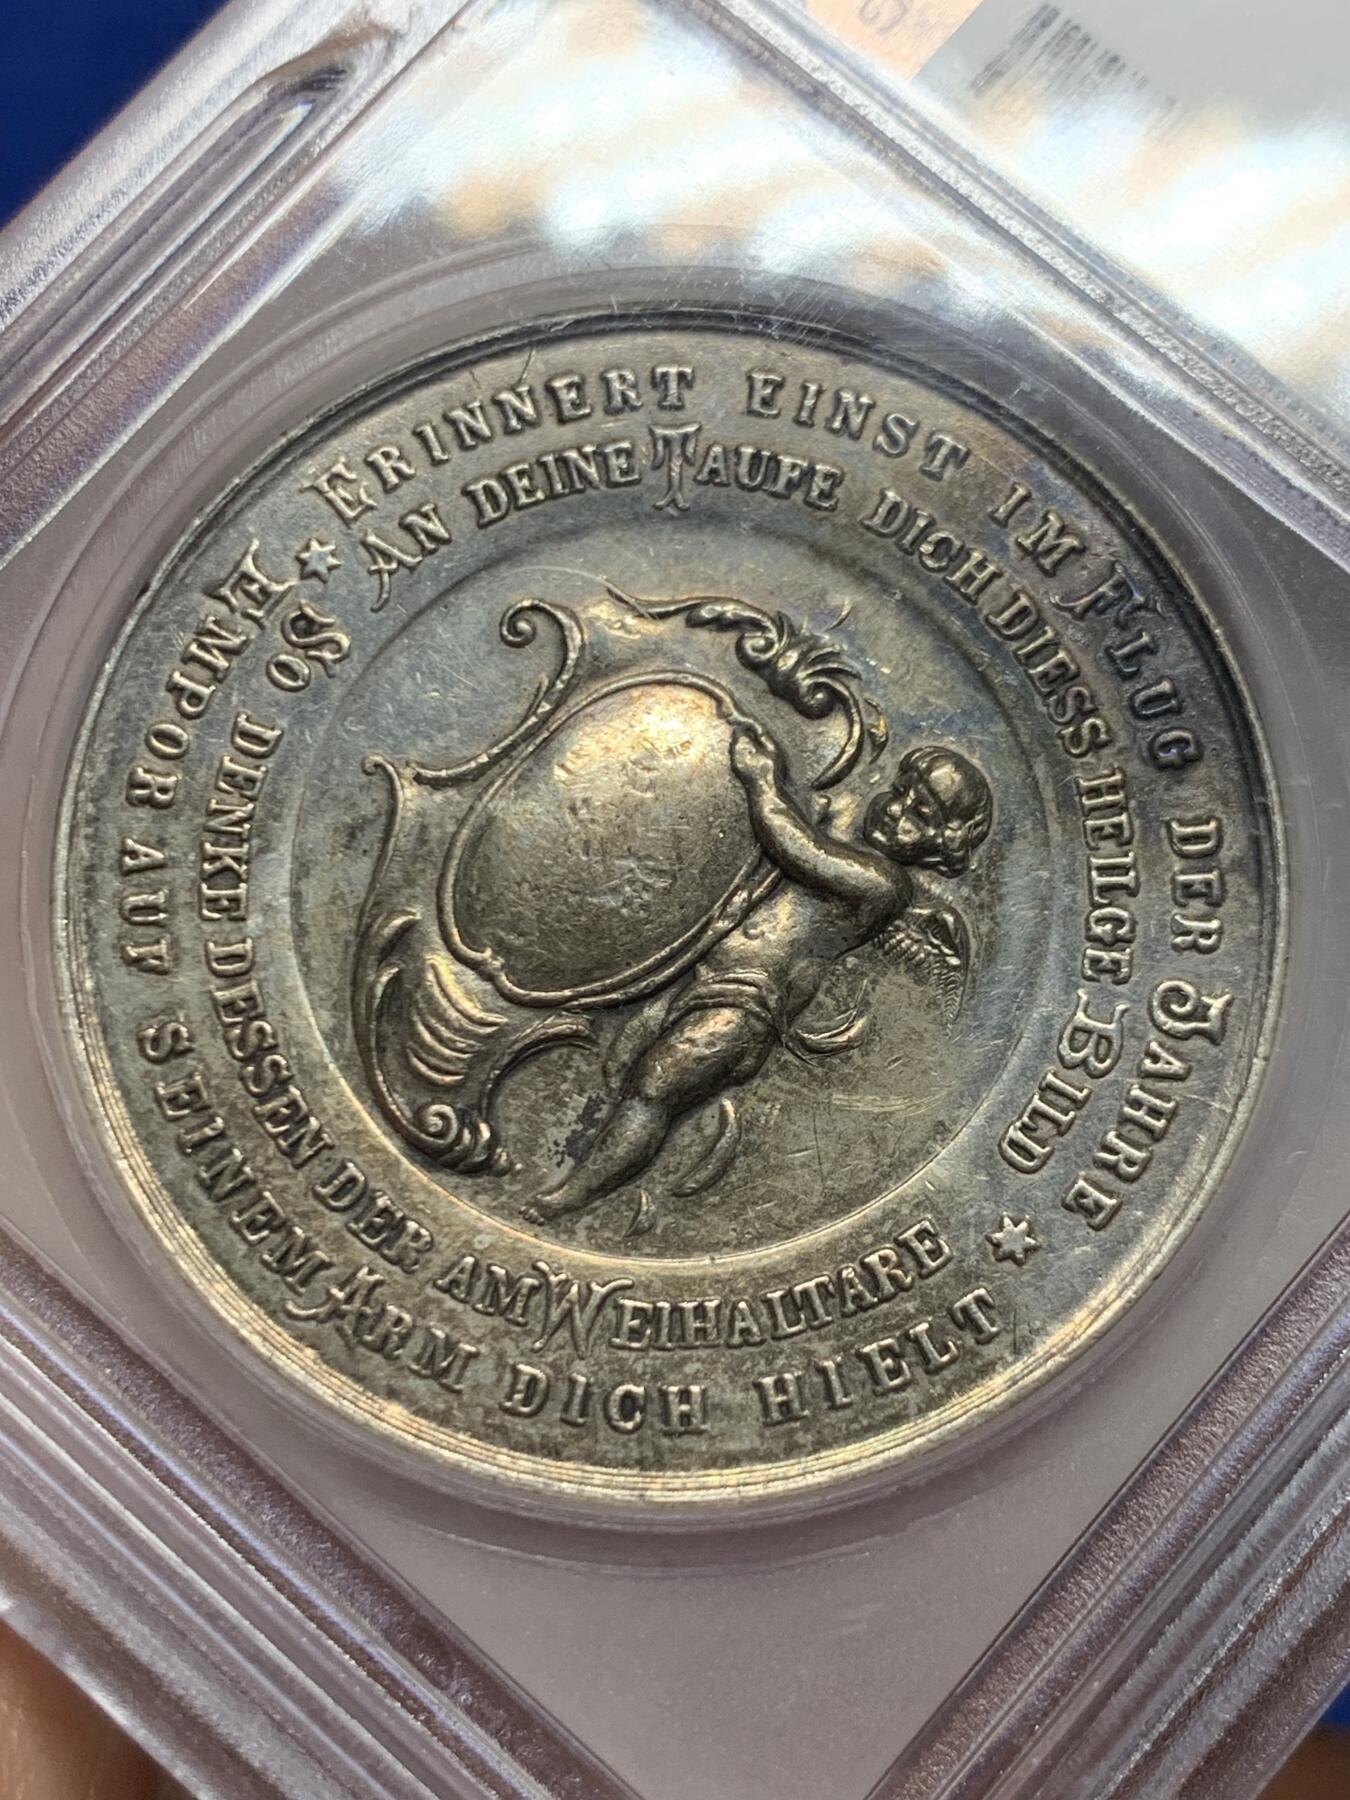 ERINNERT EINST IM FLUG DER JAHRE
AN DEINE TAUFE DICH DIESS HEILGE BILD
SO DENKE DESSEN DER AM WEIHALTARE
EMPOR AUF SEINEM ARM DICH HIELT